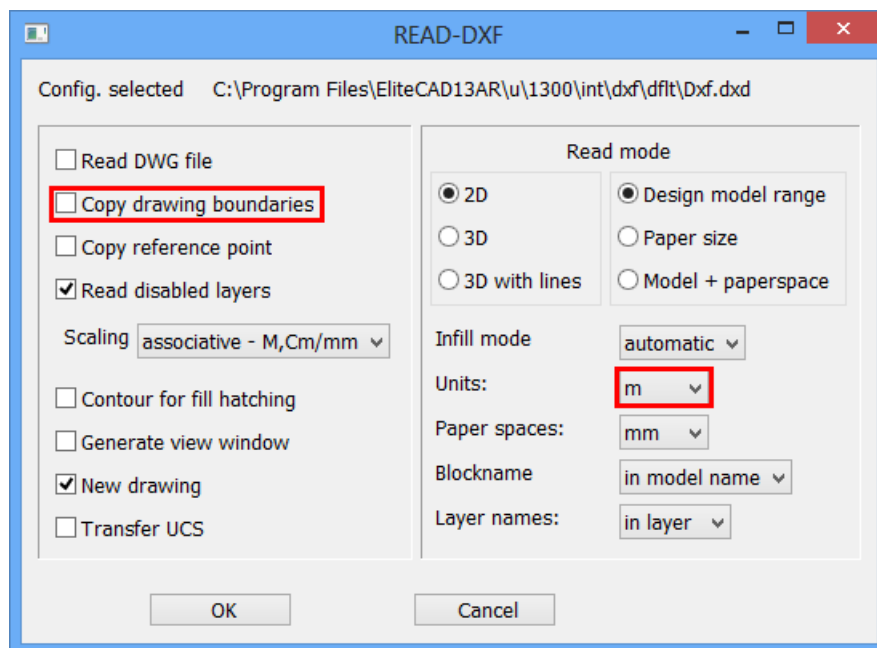 READ-DXF
Config. selected C:\Program Files\EliteCAD13AR\u\1300\int\dxf\dflt\Dxf.dxd
Read DWG file
Copy drawing boundaries
Copy reference point
Read disabled layers
Scaling associative - M,Cm/mm
Contour for fill hatching
Generate view window
New drawing
Transfer UCS
Read mode
2D
3D
3D with lines
Design model range
Paper size
Model + paperspace
Infill mode automatic
Units: m
Paper spaces: mm
Blockname in model name
Layer names: in layer
OK
Cancel